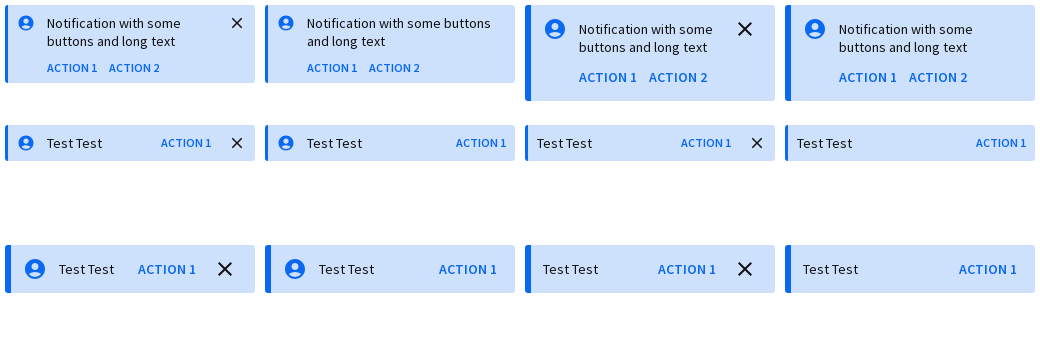 Notification with some
buttons and long text
ACTION 1 ACTION 2
Notification with some buttons
and long text
ACTION 1 ACTION 2
Notification with some
buttons and long text
ACTION 1 ACTION 2
Notification with some
buttons and long text
ACTION 1 ACTION 2
Test Test ACTION 1
Test Test ACTION 1
Test Test ACTION 1
Test Test ACTION 1
Test Test ACTION 1
Test Test ACTION 1
Test Test ACTION 1
Test Test ACTION 1